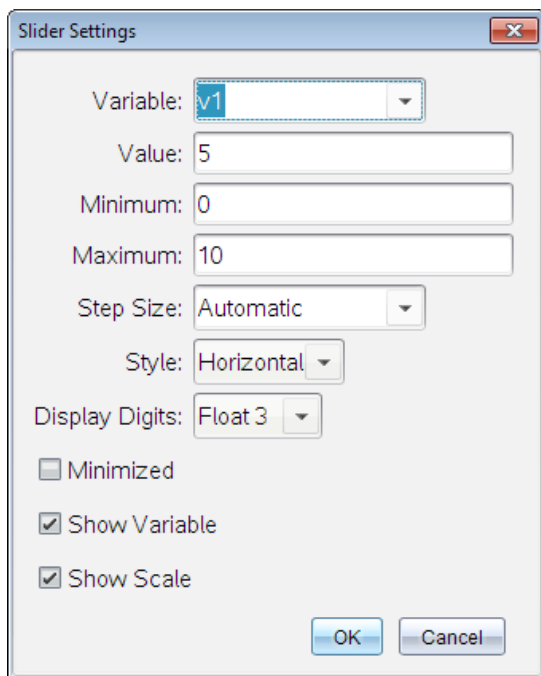 Slider Settings
Variable: v1
Value: 5
Minimum: 0
Maximum: 10
Step Size: Automatic
Style: Horizontal
Display Digits: Float 3
Minimized
Show Variable
Show Scale
OK Cancel